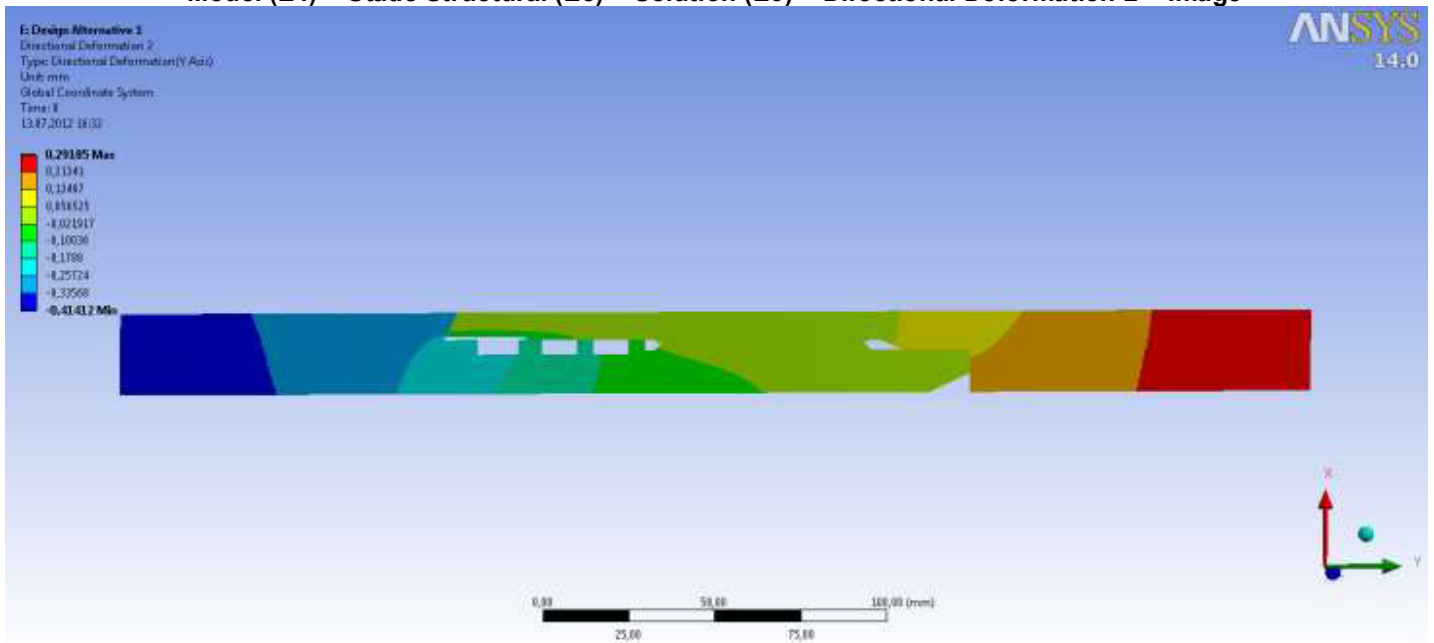 E: Design Alternative 1
Directional Deformation 2
Type: Directional Deformation(Y Axis)
Unit: mm
Global Coordinate System
Time: 8
13.07.2012 16:32
0,29185 Max
0,21341
0,13497
0,056525
-0,021917
-0,10036
-0,1788
-0,25724
-0,33568
-0,41412 Min
ANSYS
14.0
X
Y
0,00 50,00 100,00 (mm)
25,00 75,00